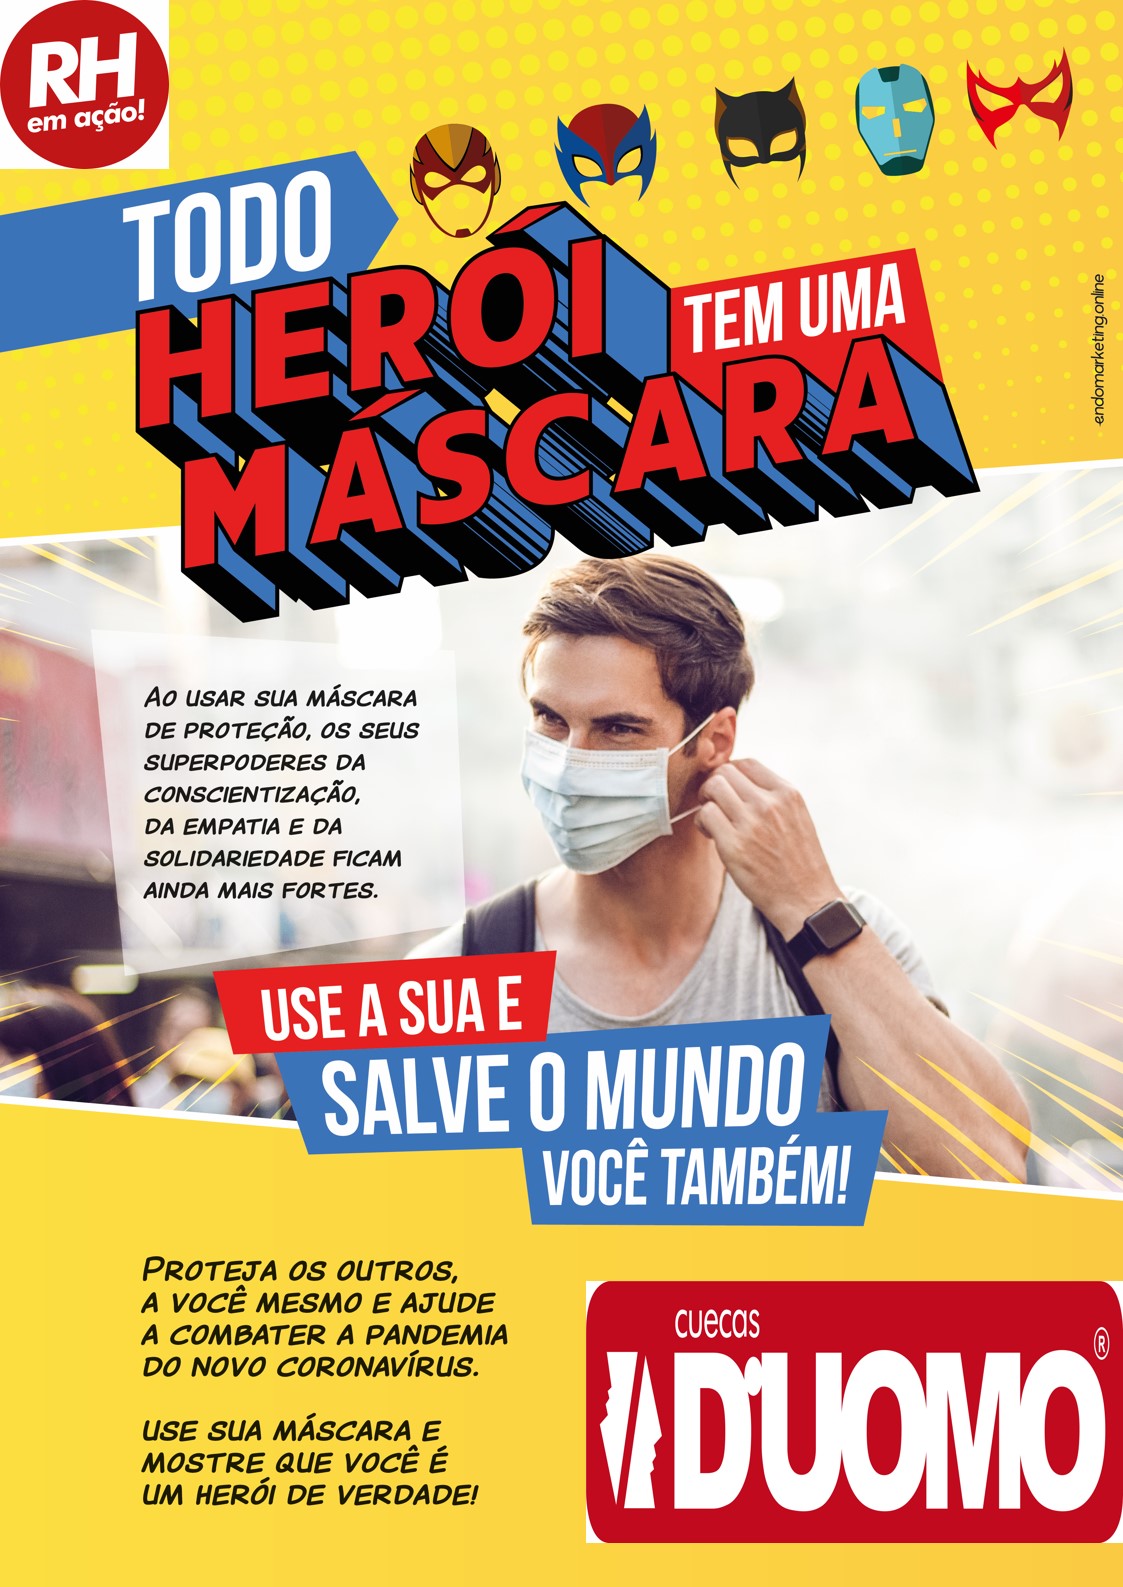 RH
em ação!
TODO
HERÓI
TEM UMA
MÁSCARA
endomarketing.online
AO USAR SUA MÁSCARA
DE PROTEÇÃO, OS SEUS
SUPERPODERES DA
CONSCIENTIZAÇÃO,
DA EMPATIA E DA
SOLIDARIEDADE FICAM
AINDA MAIS FORTES.
USE A SUA E
SALVE O MUNDO
VOCÊ TAMBÉM!
PROTEJA OS OUTROS,
A VOCÊ MESMO E AJUDE
A COMBATER A PANDEMIA
DO NOVO CORONAVÍRUS.
USE SUA MÁSCARA E
MOSTRE QUE VOCÊ É
UM HERÓI DE VERDADE!
cuecas
D'UOMO®